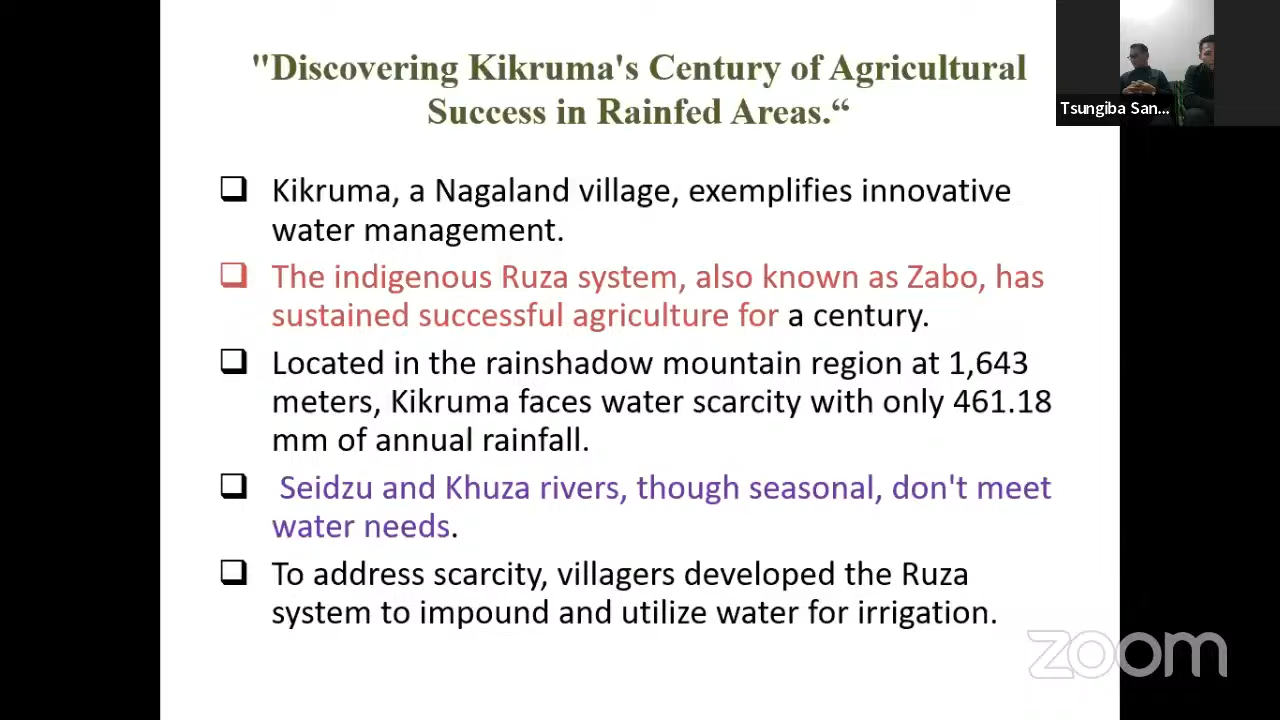 "Discovering Kikruma's Century of Agricultural
Success in Rainfed Areas.“
Tsungiba San...
Kikruma, a Nagaland village, exemplifies innovative
water management.
The indigenous Ruza system, also known as Zabo, has
sustained successful agriculture for a century.
Located in the rainshadow mountain region at 1,643
meters, Kikruma faces water scarcity with only 461.18
mm of annual rainfall.
Seidzu and Khuza rivers, though seasonal, don't meet
water needs.
To address scarcity, villagers developed the Ruza
system to impound and utilize water for irrigation.
zoom